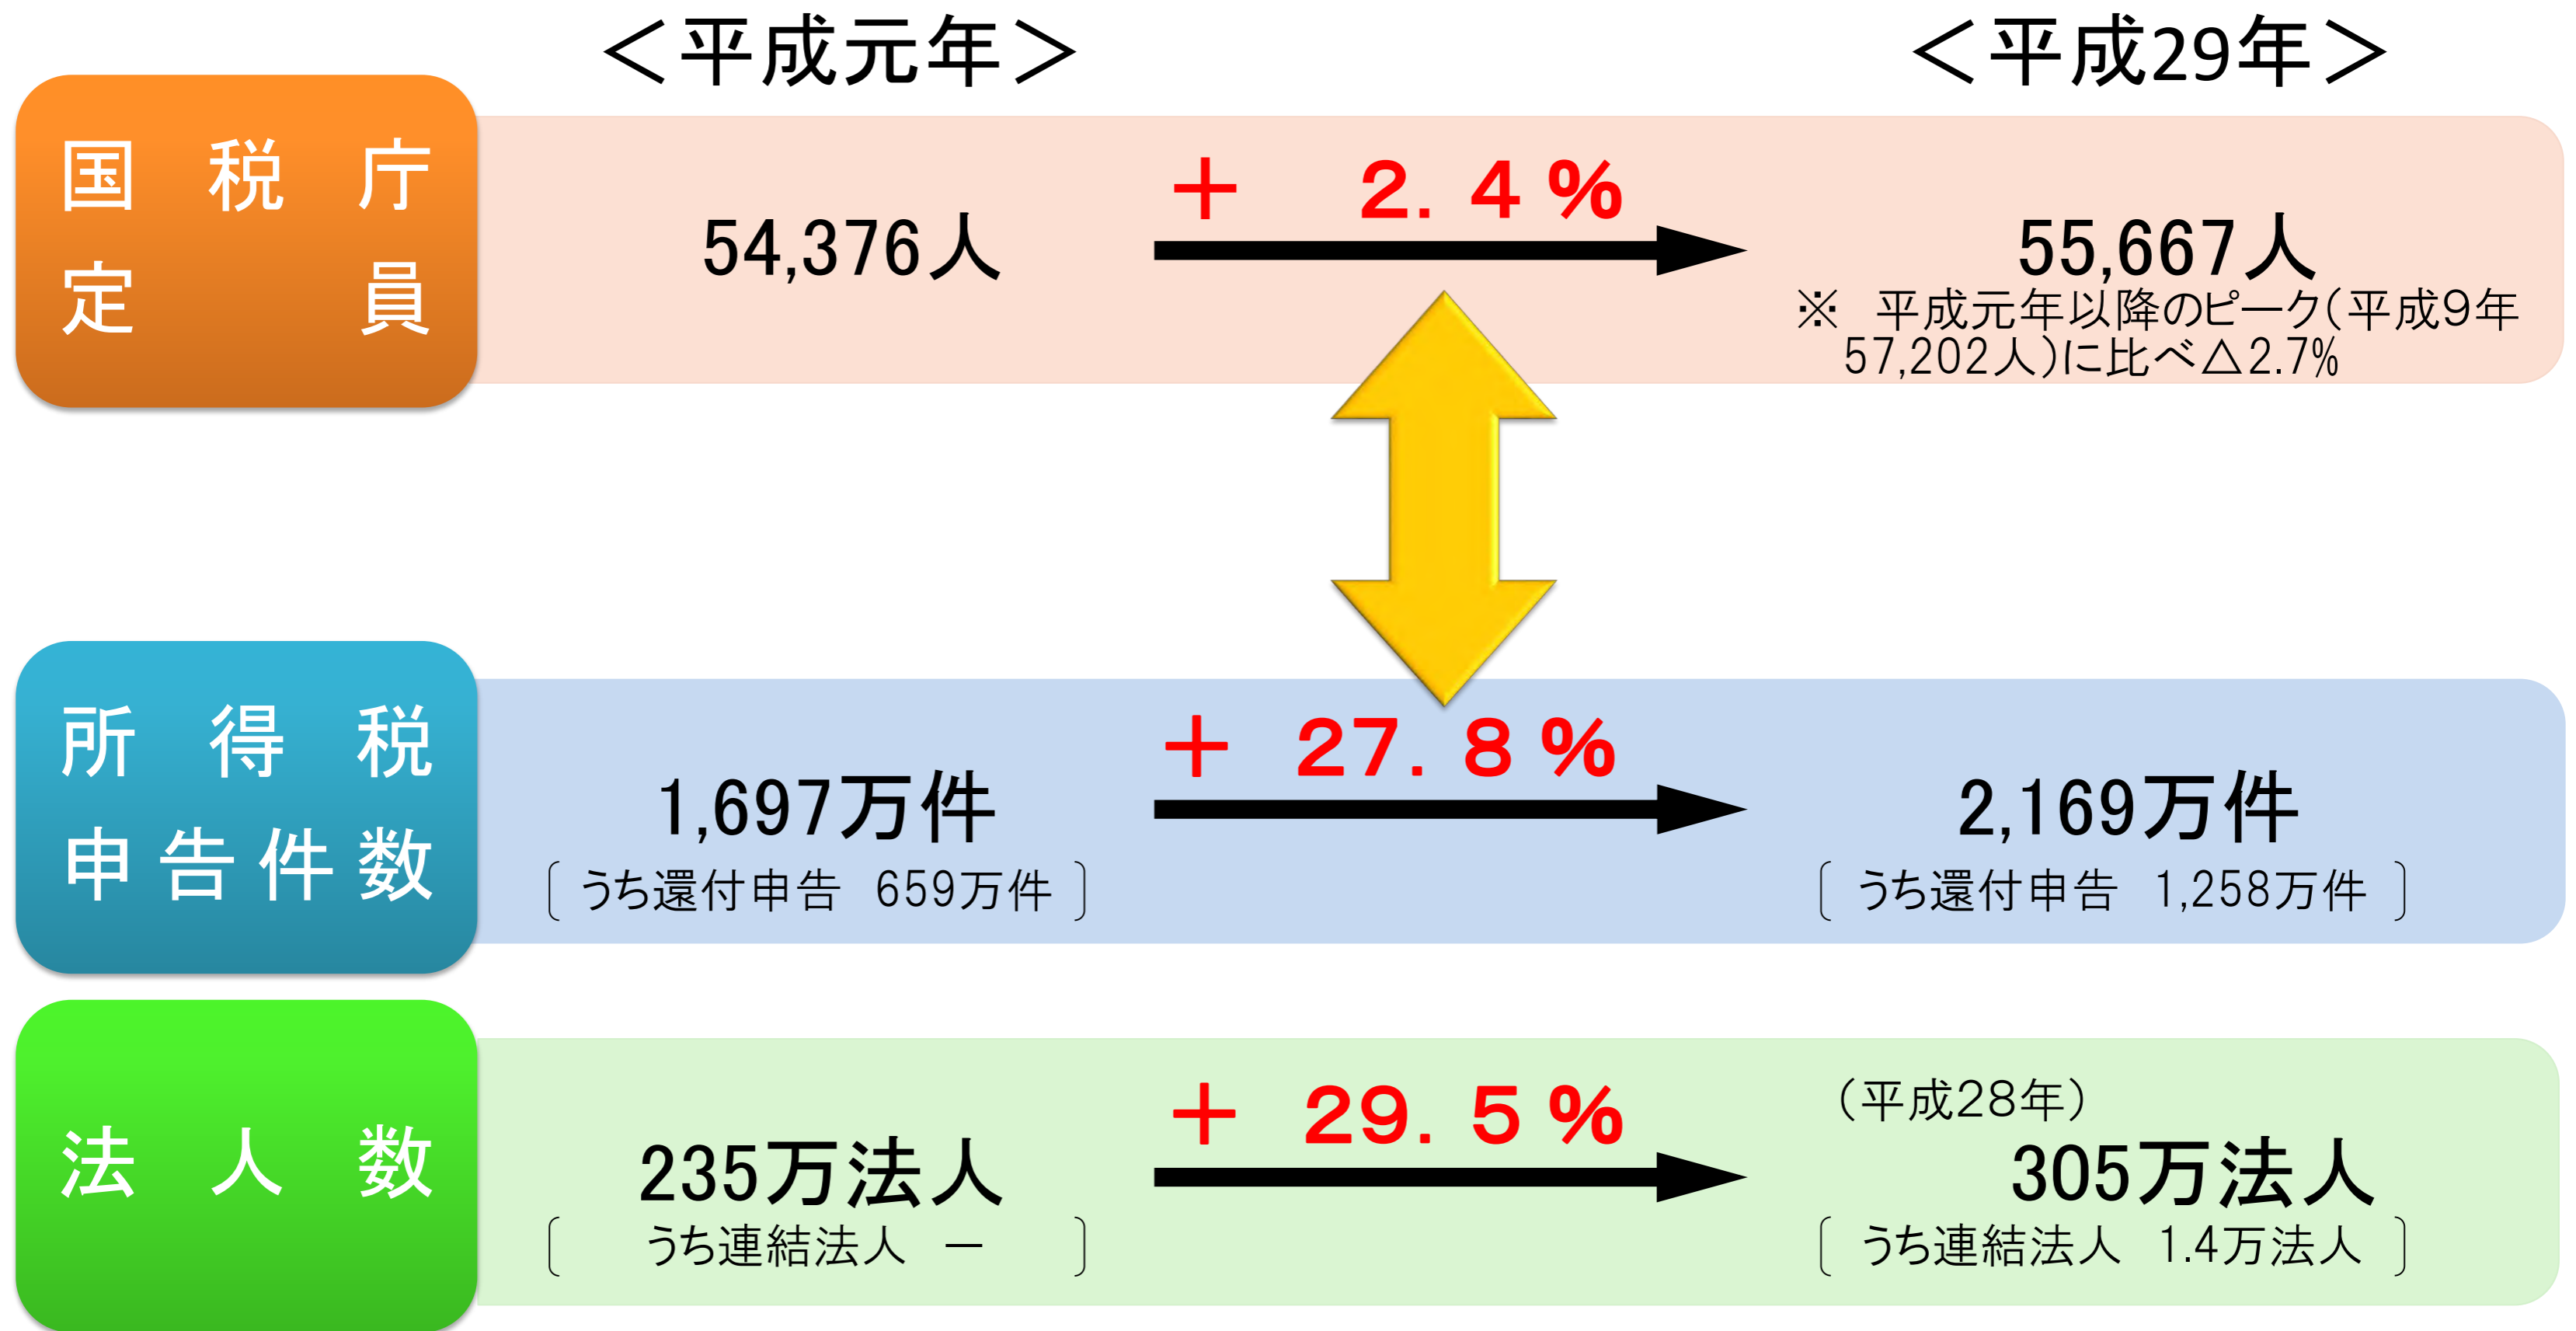 ＜平成元年＞
＜平成29年＞
国税庁
定員
54,376人
＋ 2.4%
55,667人
※ 平成元年以降のピーク(平成9年
57,202人)に比べ△2.7%
所得税
申告件数
1,697万件
〔 うち還付申告 659万件 〕
＋ 27.8%
2,169万件
〔 うち還付申告 1,258万件 〕
法人数
235万法人
〔 うち連結法人 － 〕
＋ 29.5%
（平成28年）
305万法人
〔 うち連結法人 1.4万法人 〕